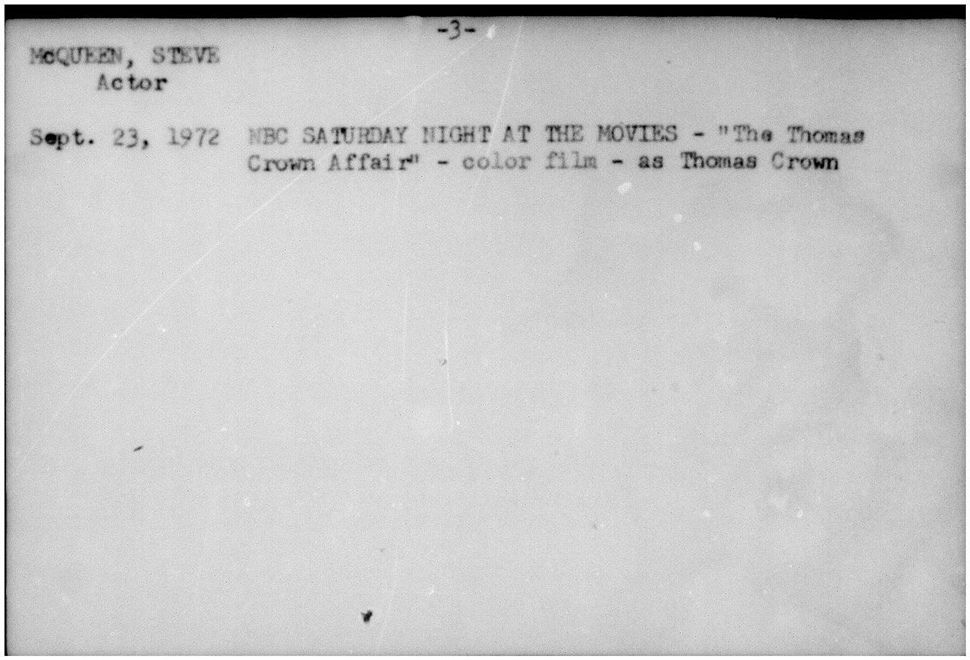 -3-
McQUEEN, STEVE
Actor
Sept. 23, 1972 NBC SATURDAY NIGHT AT THE MOVIES - "The Thomas
Crown Affair" - color film - as Thomas Crown